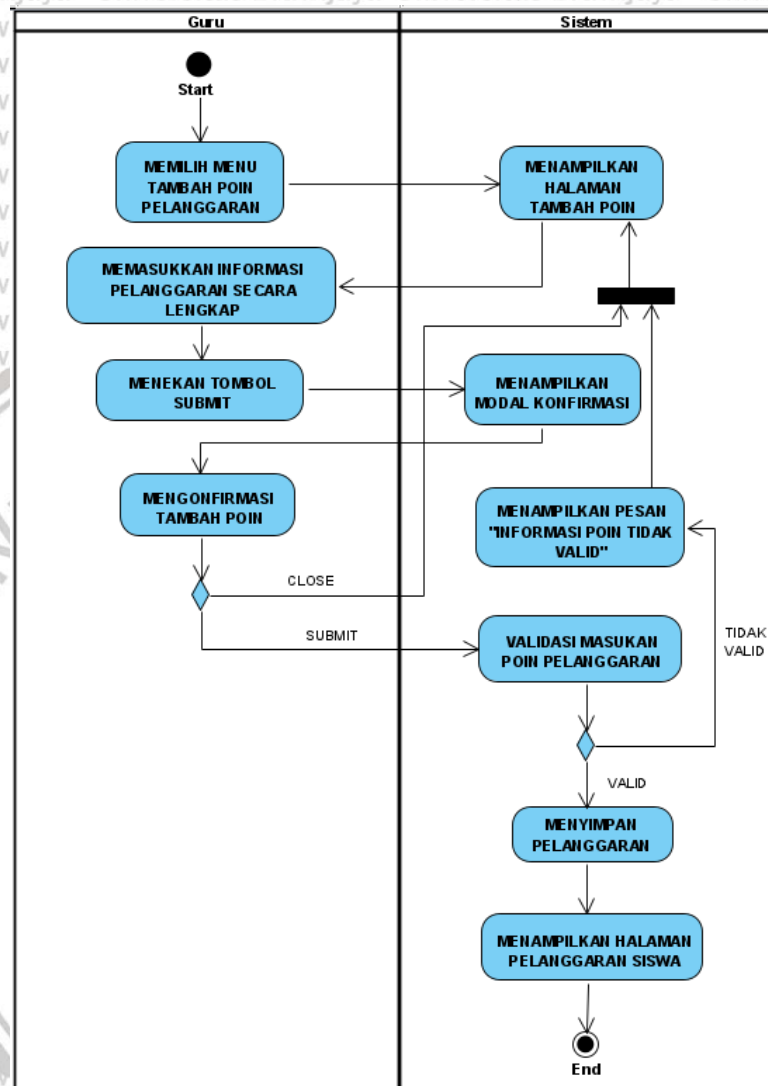 Guru
Sistem
Start
MEMILIH MENU
TAMBAH POIN
PELANGGARAN
MENAMPILKAN
HALAMAN
TAMBAH POIN
MEMASUKKAN INFORMASI
PELANGGARAN SECARA
LENGKAP
MENEKAN TOMBOL
SUBMIT
MENAMPILKAN
MODAL KONFIRMASI
MENGONFIRMASI
TAMBAH POIN
MENAMPILKAN PESAN
"INFORMASI POIN TIDAK
VALID"
CLOSE
SUBMIT
VALIDASI MASUKAN
POIN PELANGGARAN
TIDAK
VALID
VALID
MENYIMPAN
PELANGGARAN
MENAMPILKAN HALAMAN
PELANGGARAN SISWA
End